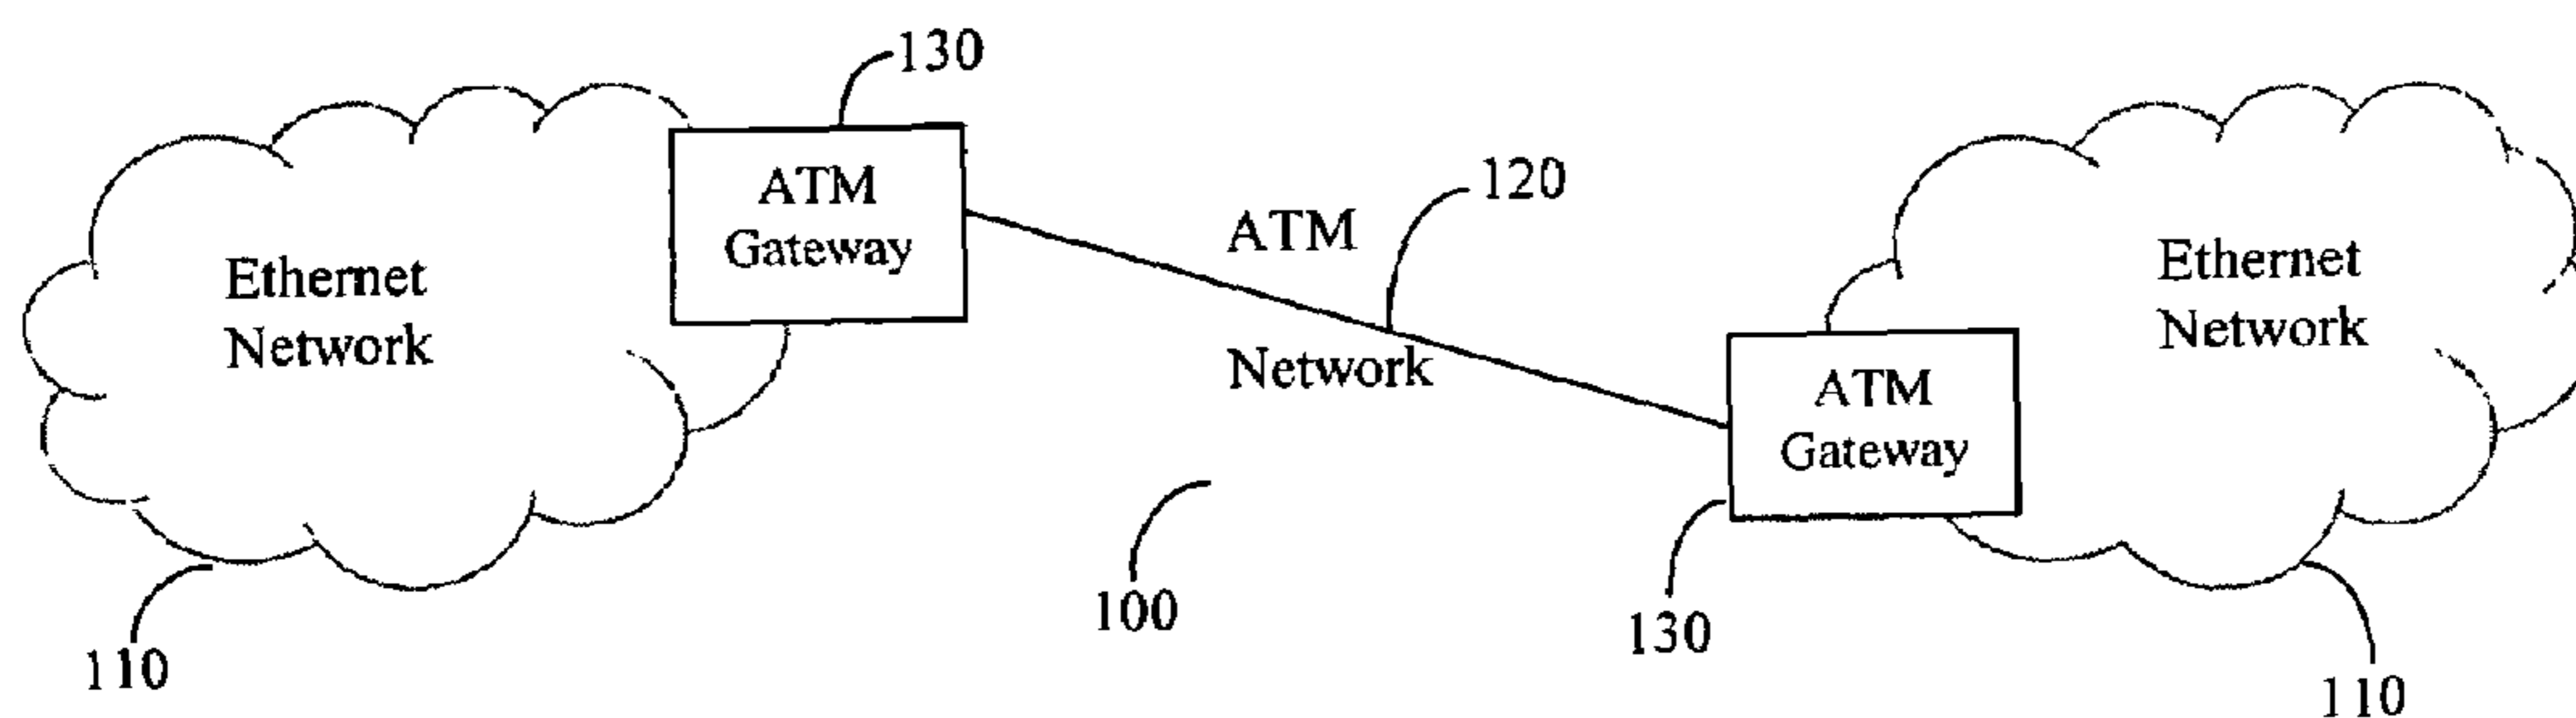 130
ATM
Gateway
Ethernet
Network
ATM
Network
120
Ethernet
Network
ATM
Gateway
100
130
110
110